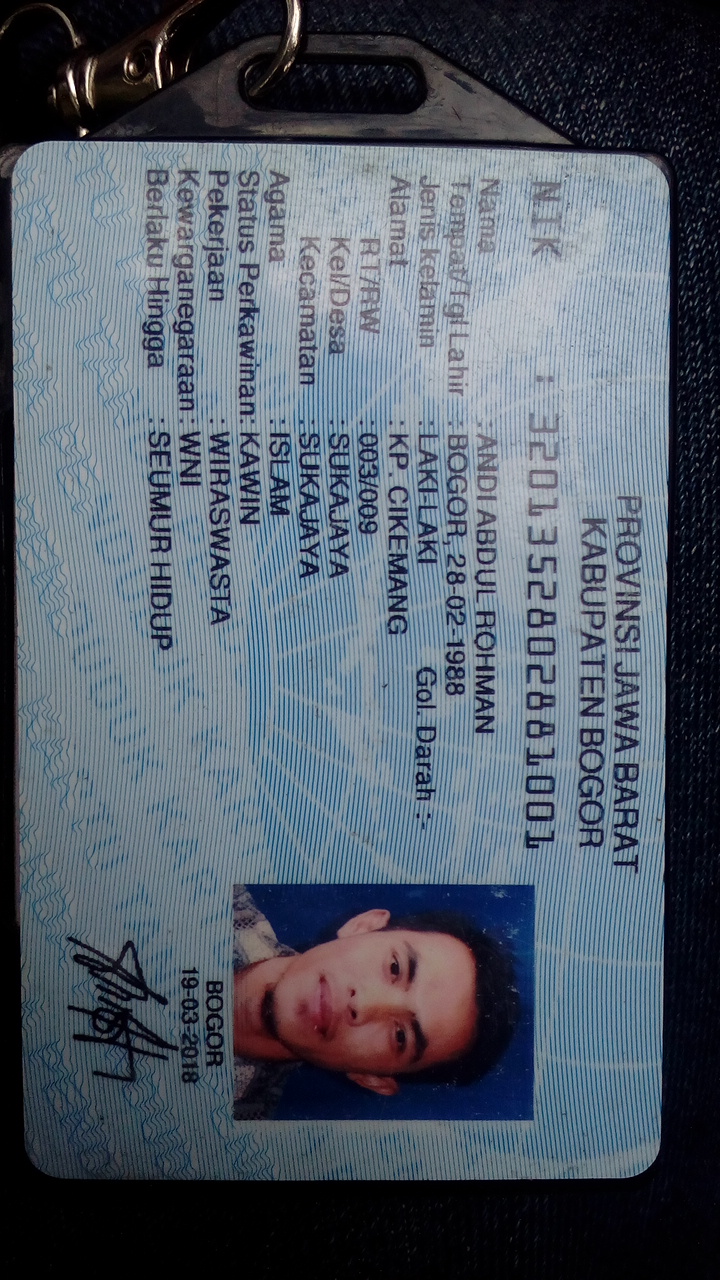 PROVINSI JAWA BARAT
KABUPATEN BOGOR
NIK : 3201352802881001
Nama : ANDI ABDUL ROHMAN
Tempat/Tgl Lahir : BOGOR, 28-02-1988
Jenis kelamin : LAKI-LAKI Gol. Darah :-
Alamat : KP. CIKEMANG
RT/RW : 003/009
Kel/Desa : SUKAJAYA
Kecamatan : SUKAJAYA
Agama : ISLAM
Status Perkawinan: KAWIN
Pekerjaan : WIRASWASTA
Kewarganegaraan: WNI
Berlaku Hingga : SEUMUR HIDUP
BOGOR
19-03-2018